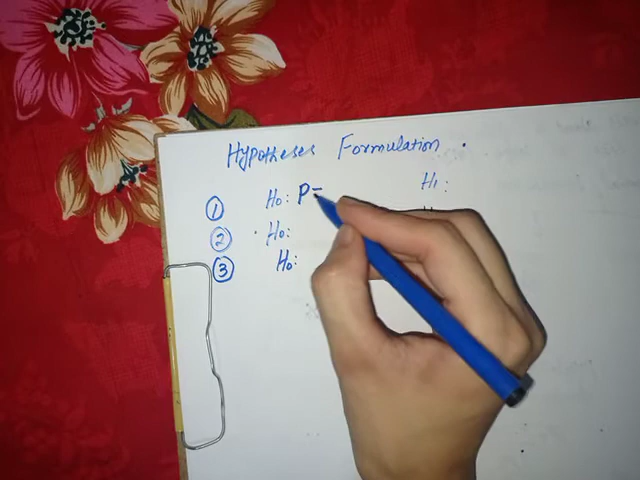 Hypotheses Formulation.
① H₀: P- H₁:
② H₀:
③ H₀: